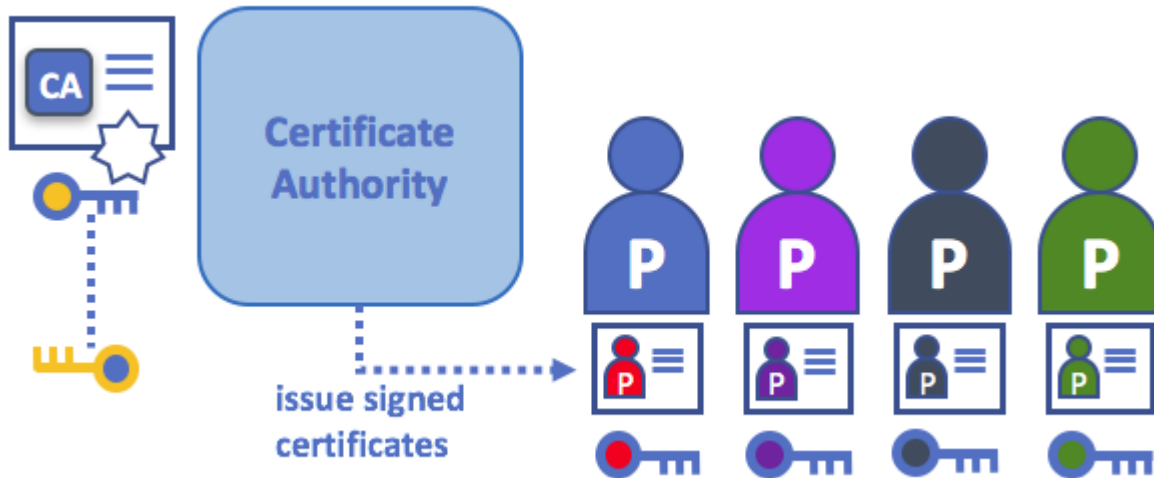 CA
Certificate
Authority
P P P P
issue signed
certificates
P P P P